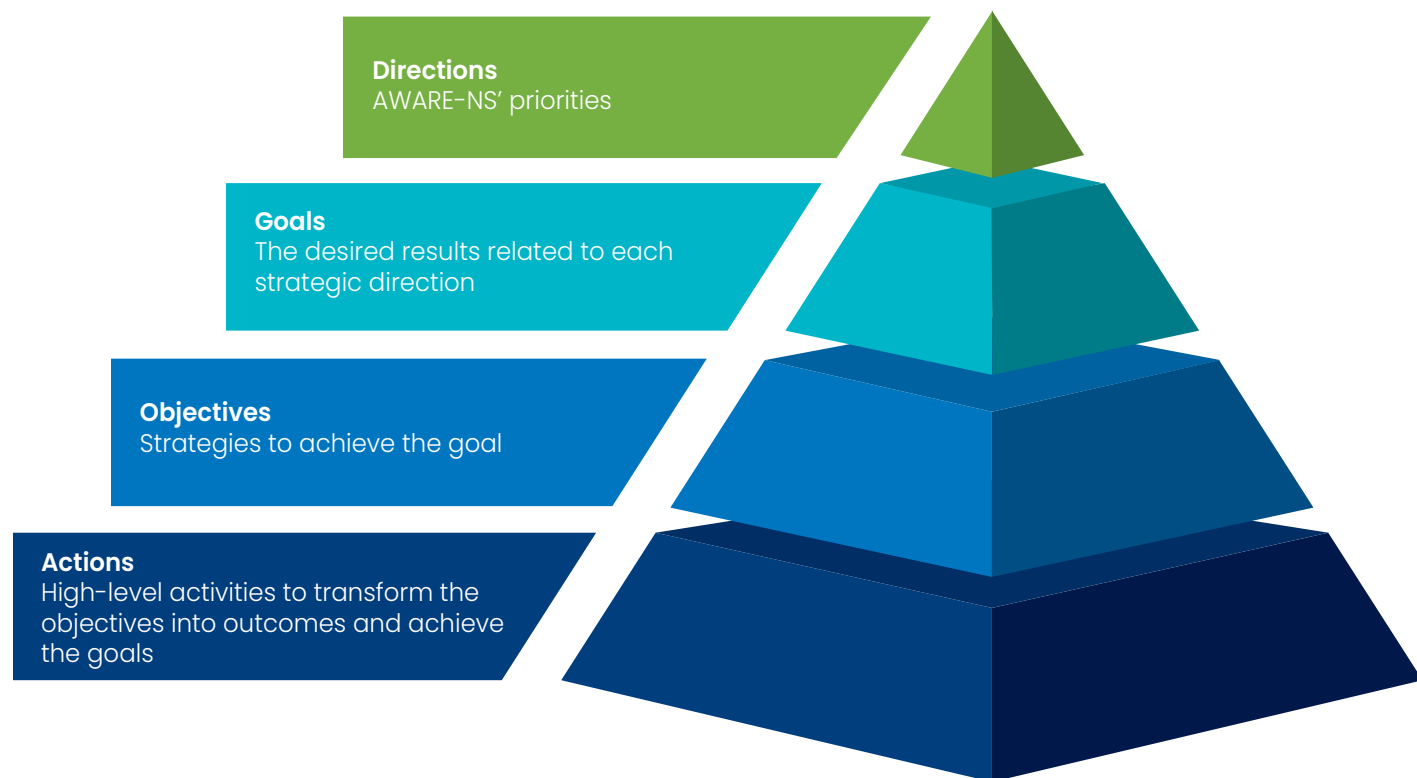 Directions
AWARE-NS’ priorities
Goals
The desired results related to each
strategic direction
Objectives
Strategies to achieve the goal
Actions
High-level activities to transform the
objectives into outcomes and achieve
the goals